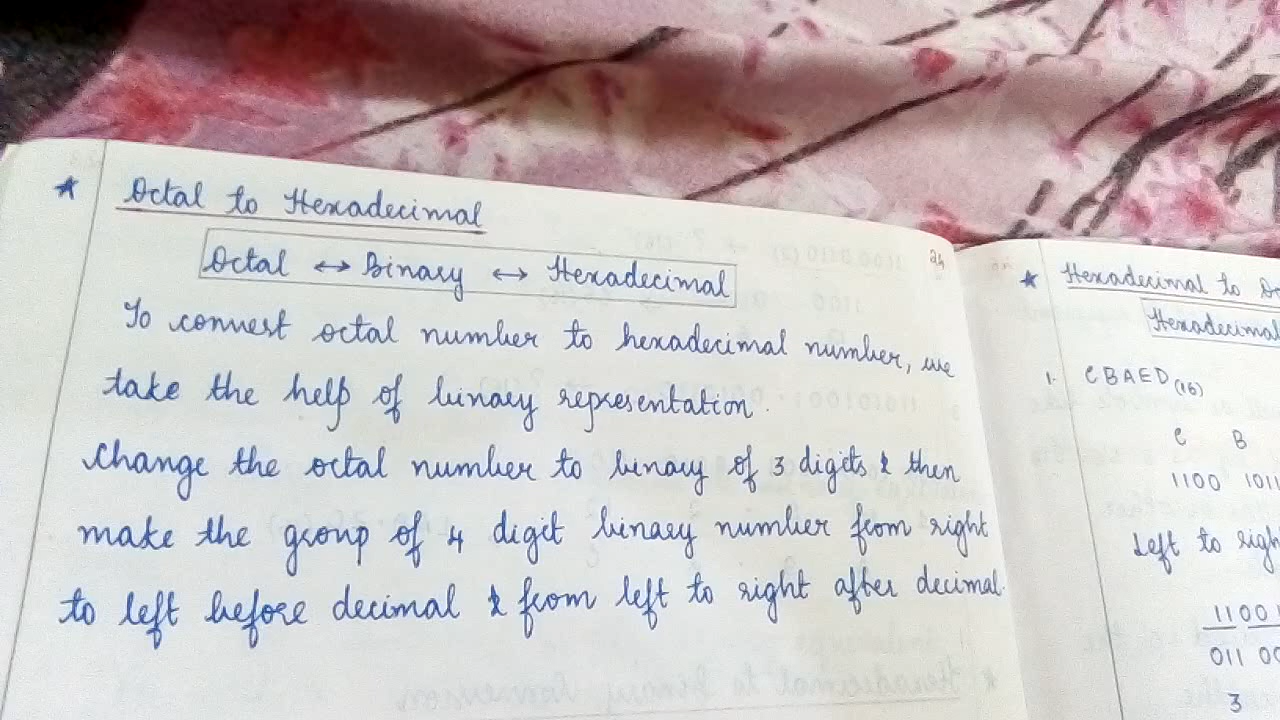 * Octal to Hexadecimal
Octal ↔ Binary ↔ Hexadecimal
24
To convert octal number to hexadecimal number, we
take the help of binary representation.
Change the octal number to binary of 3 digits & then
make the group of 4 digit binary number from right
to left before decimal & from left to right after decimal.
* Hexadecimal to
Hexadecimal
1. CBAED(16)
C B
1100 1011
Left to righ
11001
011 00
3